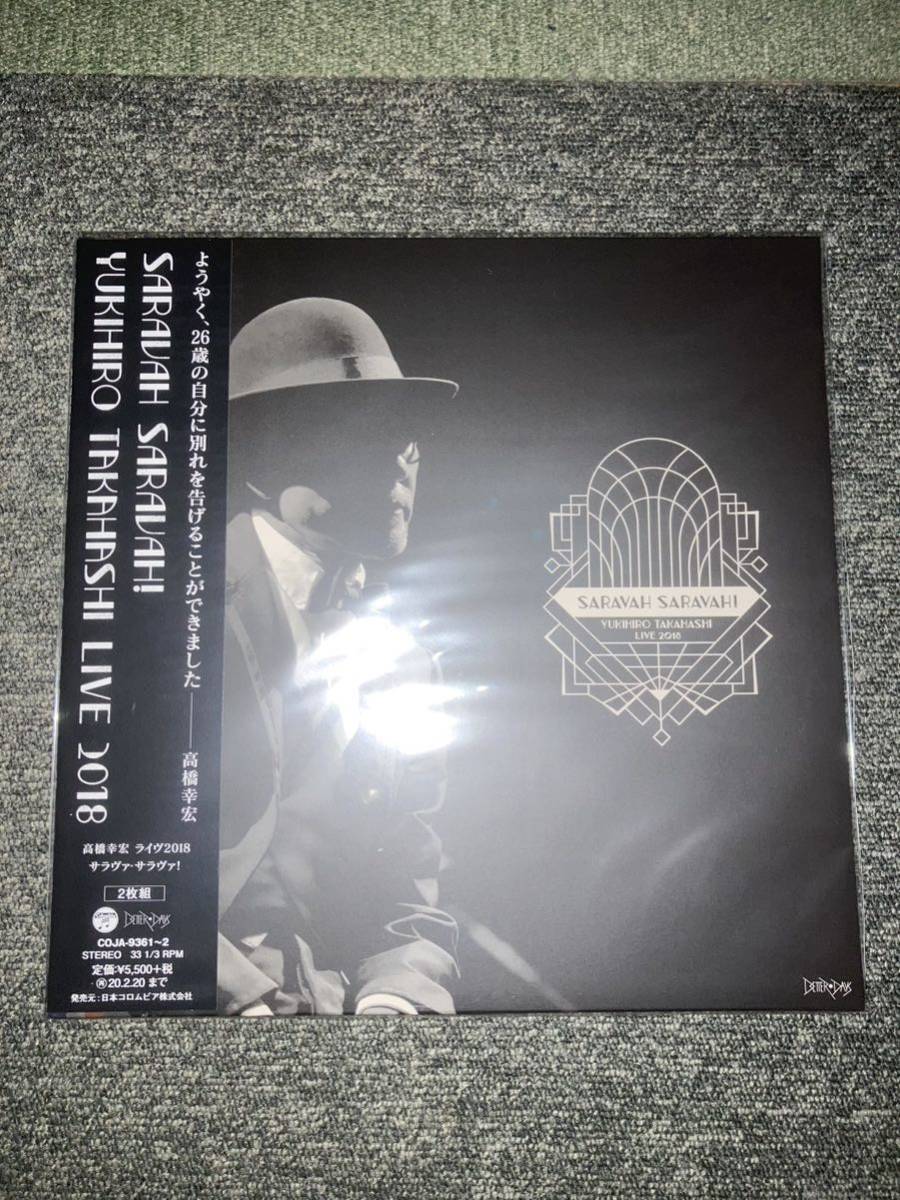 ようやく、26歳の自分に別れを告げることができました——高橋幸宏
SARAVAH SARAVAH!
YUKIHIRO TAKAHASHI LIVE 2018
高橋幸宏 ライヴ2018
サラヴァ・サラヴァ!
2枚組
BETTER DAYS
COJA-9361~2
STEREO 33 1/3 RPM
定価:¥5,500+税
20.2.20 まで
発売元:日本コロムビア株式会社
SARAVAH SARAVAH!
YUKIHIRO TAKAHASHI
LIVE 2018
BETTER DAYS